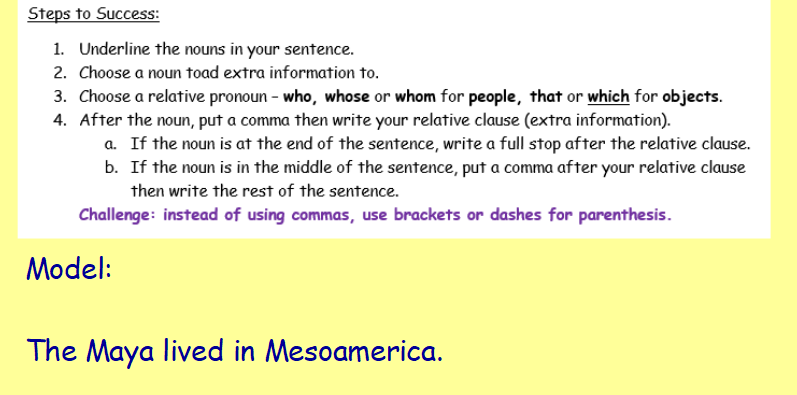 Steps to Success:
1. Underline the nouns in your sentence.
2. Choose a noun toad extra information to.
3. Choose a relative pronoun – who, whose or whom for people, that or which for objects.
4. After the noun, put a comma then write your relative clause (extra information).
a. If the noun is at the end of the sentence, write a full stop after the relative clause.
b. If the noun is in the middle of the sentence, put a comma after your relative clause
then write the rest of the sentence.
Challenge: instead of using commas, use brackets or dashes for parenthesis.
Model:
The Maya lived in Mesoamerica.